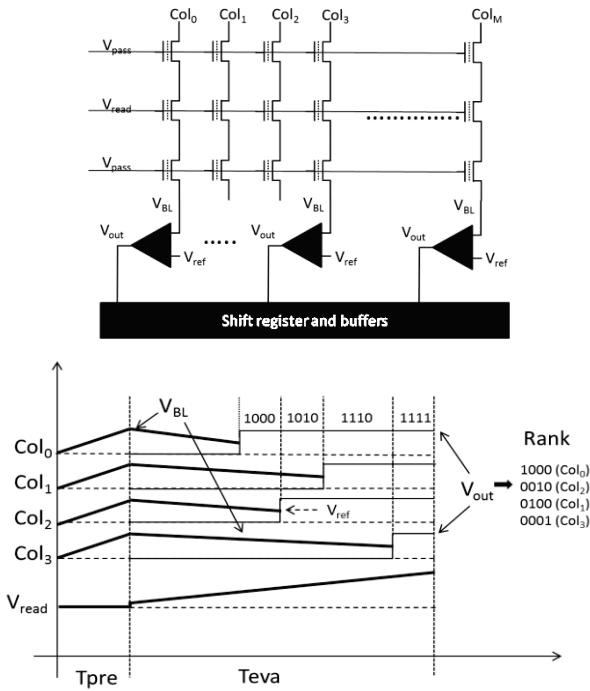 Col0 Col1 Col2 Col3 ColM
Vpass
Vread
Vpass
VBL VBL VBL
Vout Vout Vout
Vref Vref Vref
Shift register and buffers
VBL 1000 1010 1110 1111
Col0
Col1
Col2
Col3
Vref
Vout
Rank
1000 (Col0)
0010 (Col2)
0100 (Col1)
0001 (Col3)
Vread
Tpre Teva